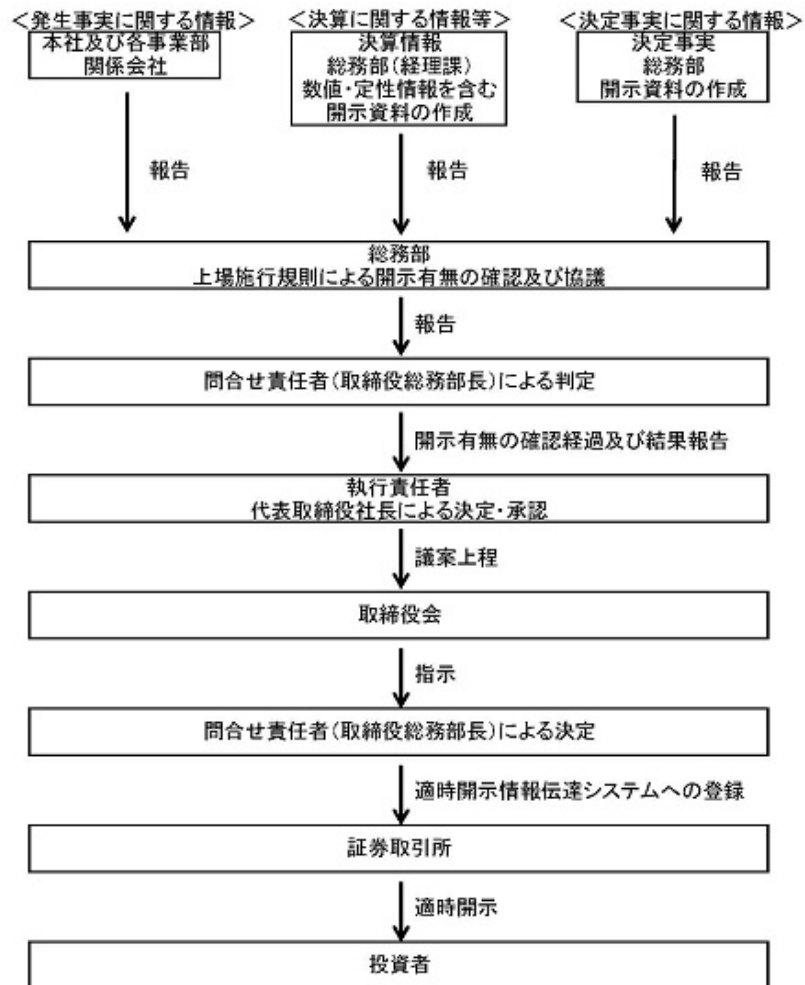 ＜発生事実に関する情報＞
本社及び各事業部
関係会社
＜決算に関する情報等＞
決算情報
総務部（経理課）
数値・定性情報を含む
開示資料の作成
＜決定事実に関する情報＞
決定事実
総務部
開示資料の作成
報告
報告
報告
総務部
上場施行規則による開示有無の確認及び協議
報告
問合せ責任者（取締役総務部長）による判定
開示有無の確認経過及び結果報告
執行責任者
代表取締役社長による決定・承認
議案上程
取締役会
指示
問合せ責任者（取締役総務部長）による決定
適時開示情報伝達システムへの登録
証券取引所
適時開示
投資者